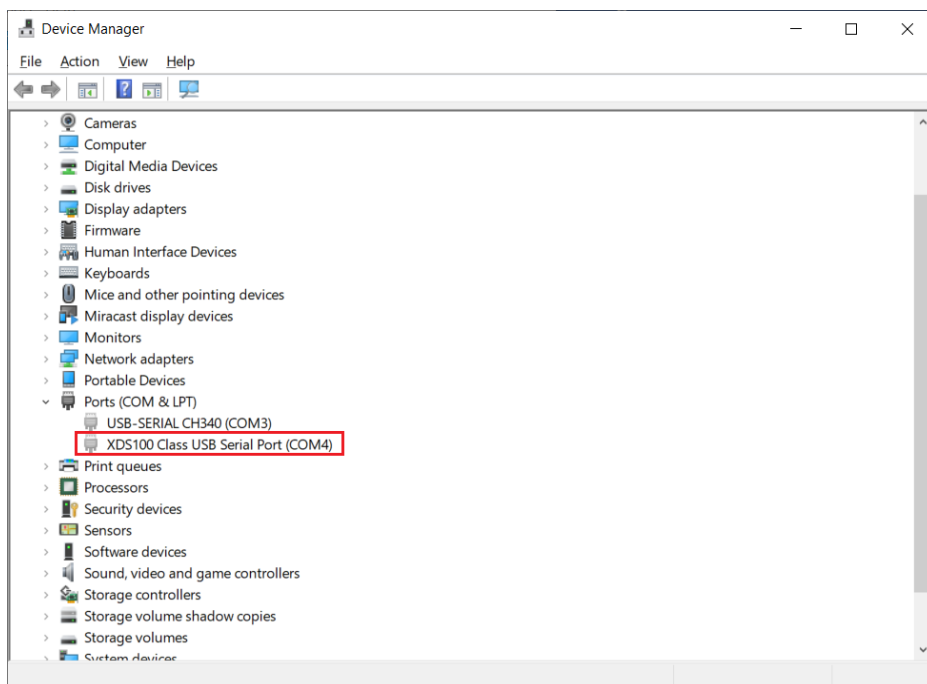 Device Manager
File Action View Help
Cameras
Computer
Digital Media Devices
Disk drives
Display adapters
Firmware
Human Interface Devices
Keyboards
Mice and other pointing devices
Miracast display devices
Monitors
Network adapters
Portable Devices
Ports (COM & LPT)
USB-SERIAL CH340 (COM3)
XDS100 Class USB Serial Port (COM4)
Print queues
Processors
Security devices
Sensors
Software devices
Sound, video and game controllers
Storage controllers
Storage volume shadow copies
Storage volumes
System devices